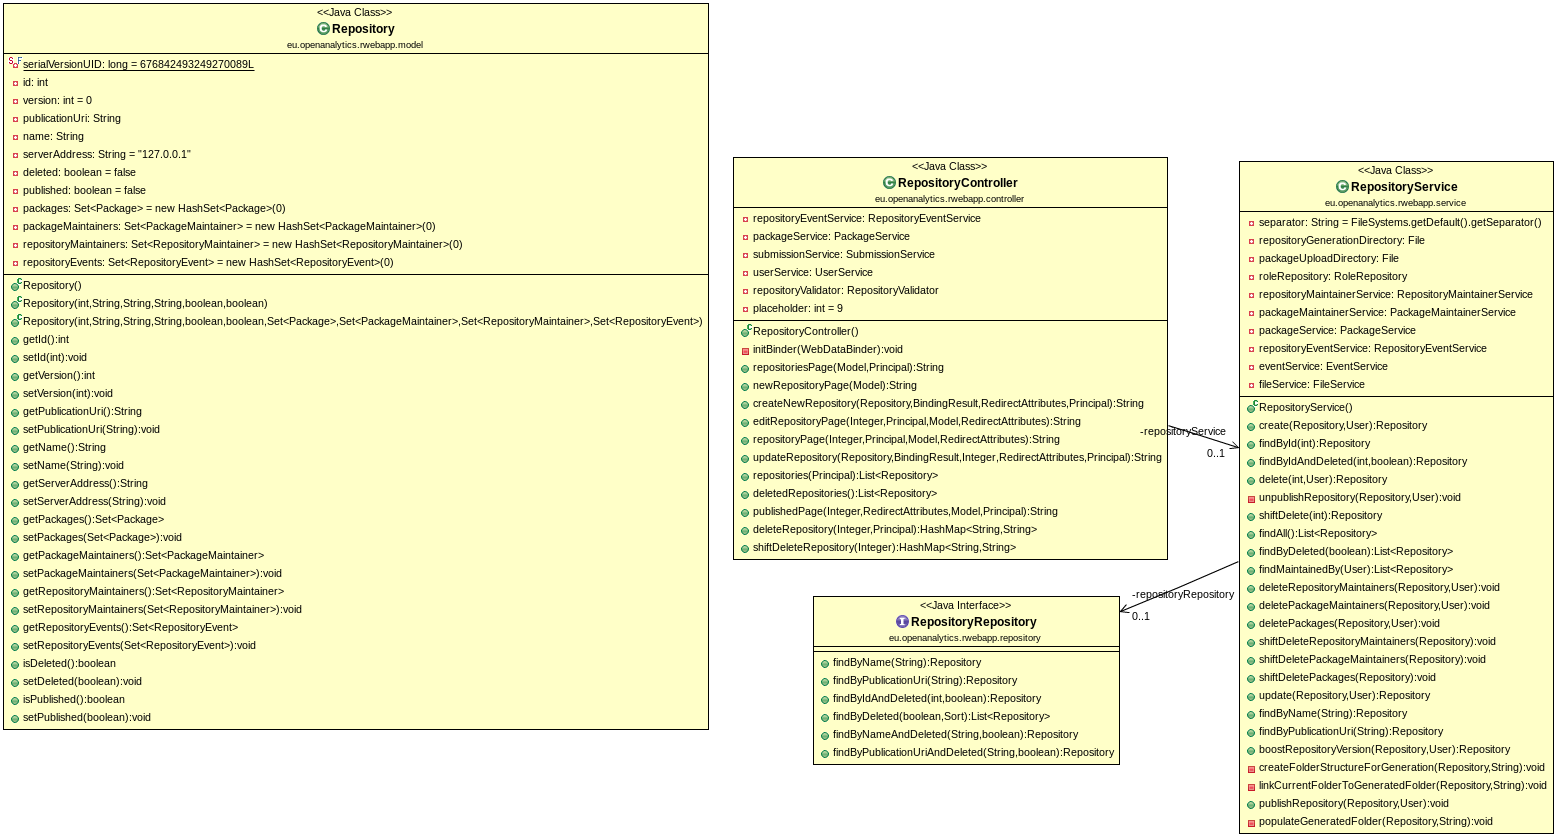 <<Java Class>>
Repository
eu.openanalytics.rwebapp.model
serialVersionUID: long = 676842493249270089L
id: int
version: int = 0
publicationUri: String
name: String
serverAddress: String = "127.0.0.1"
deleted: boolean = false
published: boolean = false
packages: Set<Package> = new HashSet<Package>(0)
packageMaintainers: Set<PackageMaintainer> = new HashSet<PackageMaintainer>(0)
repositoryMaintainers: Set<RepositoryMaintainer> = new HashSet<RepositoryMaintainer>(0)
repositoryEvents: Set<RepositoryEvent> = new HashSet<RepositoryEvent>(0)
Repository()
Repository(int,String,String,String,boolean,boolean)
Repository(int,String,String,String,boolean,boolean,Set<Package>,Set<PackageMaintainer>,Set<RepositoryMaintainer>,Set<RepositoryEvent>)
getId():int
setId(int):void
getVersion():int
setVersion(int):void
getPublicationUri():String
setPublicationUri(String):void
getName():String
setName(String):void
getServerAddress():String
setServerAddress(String):void
getPackages():Set<Package>
setPackages(Set<Package>):void
getPackageMaintainers():Set<PackageMaintainer>
setPackageMaintainers(Set<PackageMaintainer>):void
getRepositoryMaintainers():Set<RepositoryMaintainer>
setRepositoryMaintainers(Set<RepositoryMaintainer>):void
getRepositoryEvents():Set<RepositoryEvent>
setRepositoryEvents(Set<RepositoryEvent>):void
isDeleted():boolean
setDeleted(boolean):void
isPublished():boolean
setPublished(boolean):void
<<Java Class>>
RepositoryController
eu.openanalytics.rwebapp.controller
repositoryEventService: RepositoryEventService
packageService: PackageService
submissionService: SubmissionService
userService: UserService
repositoryValidator: RepositoryValidator
placeholder: int = 9
RepositoryController()
initBinder(WebDataBinder):void
repositoriesPage(Model,Principal):String
newRepositoryPage(Model):String
createNewRepository(Repository,BindingResult,RedirectAttributes,Principal):String
editRepositoryPage(Integer,Principal,Model,RedirectAttributes):String
repositoryPage(Integer,Principal,Model,RedirectAttributes):String
updateRepository(Repository,BindingResult,Integer,RedirectAttributes,Principal):String
repositories(Principal):List<Repository>
deletedRepositories():List<Repository>
publishedPage(Integer,RedirectAttributes,Model,Principal):String
deleteRepository(Integer,Principal):HashMap<String,String>
shiftDeleteRepository(Integer):HashMap<String,String>
-repositoryService
0..1
<<Java Class>>
RepositoryService
eu.openanalytics.rwebapp.service
separator: String = FileSystems.getDefault().getSeparator()
repositoryGenerationDirectory: File
packageUploadDirectory: File
roleRepository: RoleRepository
repositoryMaintainerService: RepositoryMaintainerService
packageMaintainerService: PackageMaintainerService
packageService: PackageService
repositoryEventService: RepositoryEventService
eventService: EventService
fileService: FileService
RepositoryService()
create(Repository,User):Repository
findById(int):Repository
findByIdAndDeleted(int,boolean):Repository
delete(int,User):Repository
unpublishRepository(Repository,User):void
shiftDelete(int):Repository
findAll():List<Repository>
findByDeleted(boolean):List<Repository>
findMaintainedBy(User):List<Repository>
deleteRepositoryMaintainers(Repository,User):void
deletePackageMaintainers(Repository,User):void
deletePackages(Repository,User):void
shiftDeleteRepositoryMaintainers(Repository):void
shiftDeletePackageMaintainers(Repository):void
shiftDeletePackages(Repository):void
update(Repository,User):Repository
findByName(String):Repository
findByPublicationUri(String):Repository
boostRepositoryVersion(Repository,User):Repository
createFolderStructureForGeneration(Repository,String):void
linkCurrentFolderToGeneratedFolder(Repository,String):void
publishRepository(Repository,User):void
populateGeneratedFolder(Repository,String):void
-repositoryRepository
0..1
<<Java Interface>>
RepositoryRepository
eu.openanalytics.rwebapp.repository
findByName(String):Repository
findByPublicationUri(String):Repository
findByIdAndDeleted(int,boolean):Repository
findByDeleted(boolean,Sort):List<Repository>
findByNameAndDeleted(String,boolean):Repository
findByPublicationUriAndDeleted(String,boolean):Repository